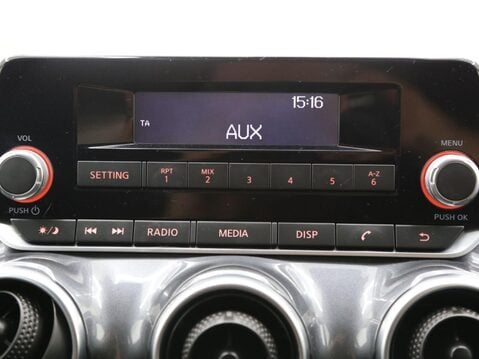 15:16
TA
AUX
VOL
MENU
SETTING
RPT
1
MIX
2
3
4
5
A-Z
6
PUSH
PUSH OK
RADIO
MEDIA
DISP